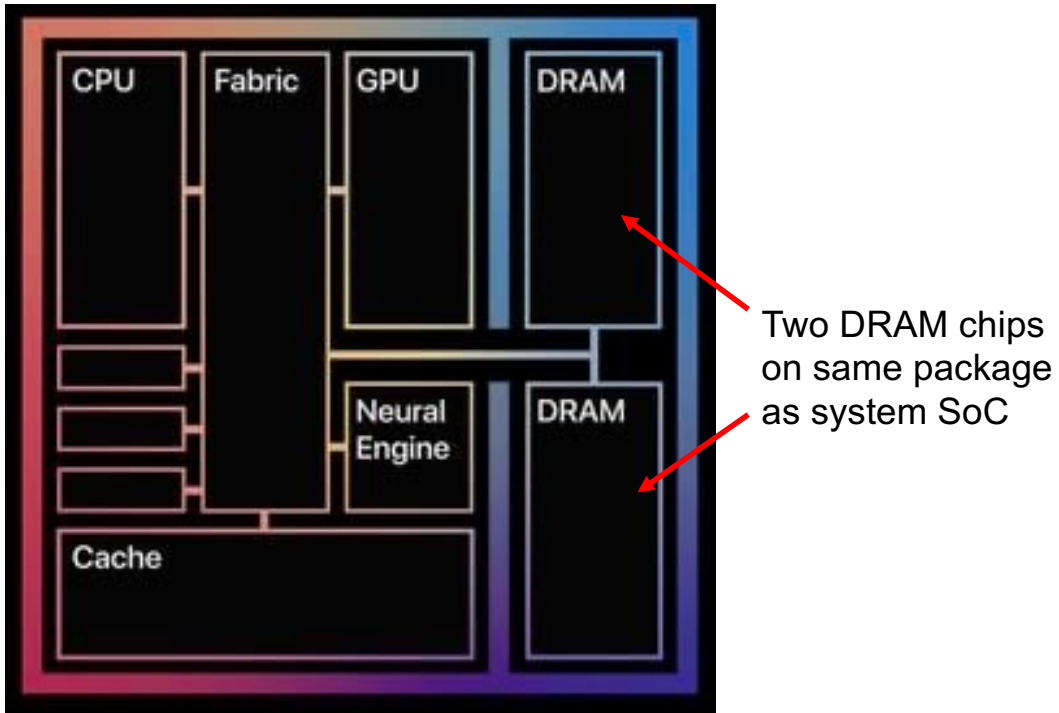 CPU
Fabric
GPU
DRAM
Two DRAM chips
on same package
as system SoC
Neural
Engine
DRAM
Cache